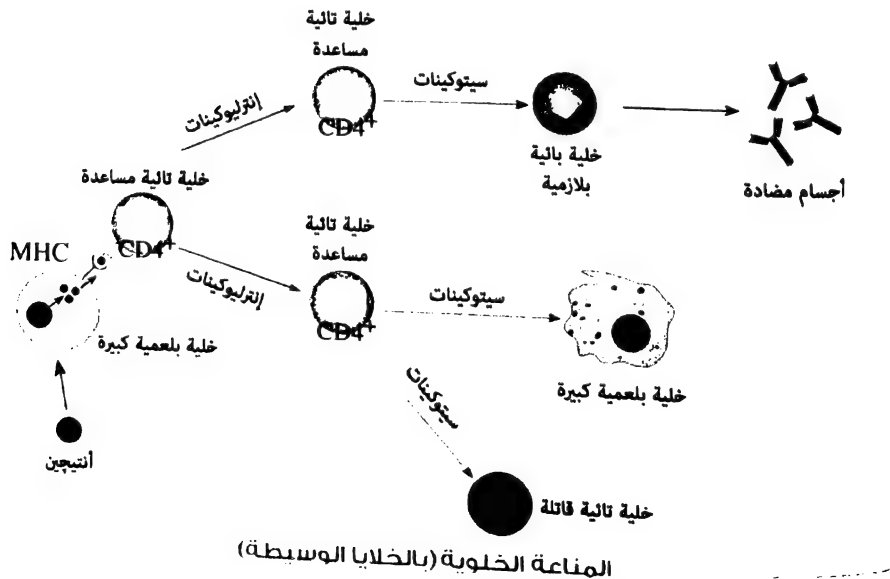 خلية تائية
مساعدة
CD4+
إنترليوكينات
سيتوكينات
خلية بائية
بلازمية
أجسام مضادة
خلية تائية مساعدة
CD4+
MHC
خلية بلعمية كبيرة
أنتيچين
إنترليوكينات
خلية تائية
مساعدة
CD4+
سيتوكينات
خلية بلعمية كبيرة
سيتوكينات
خلية تائية قاتلة
المناعة الخلوية (بالخلايا الوسيطة)